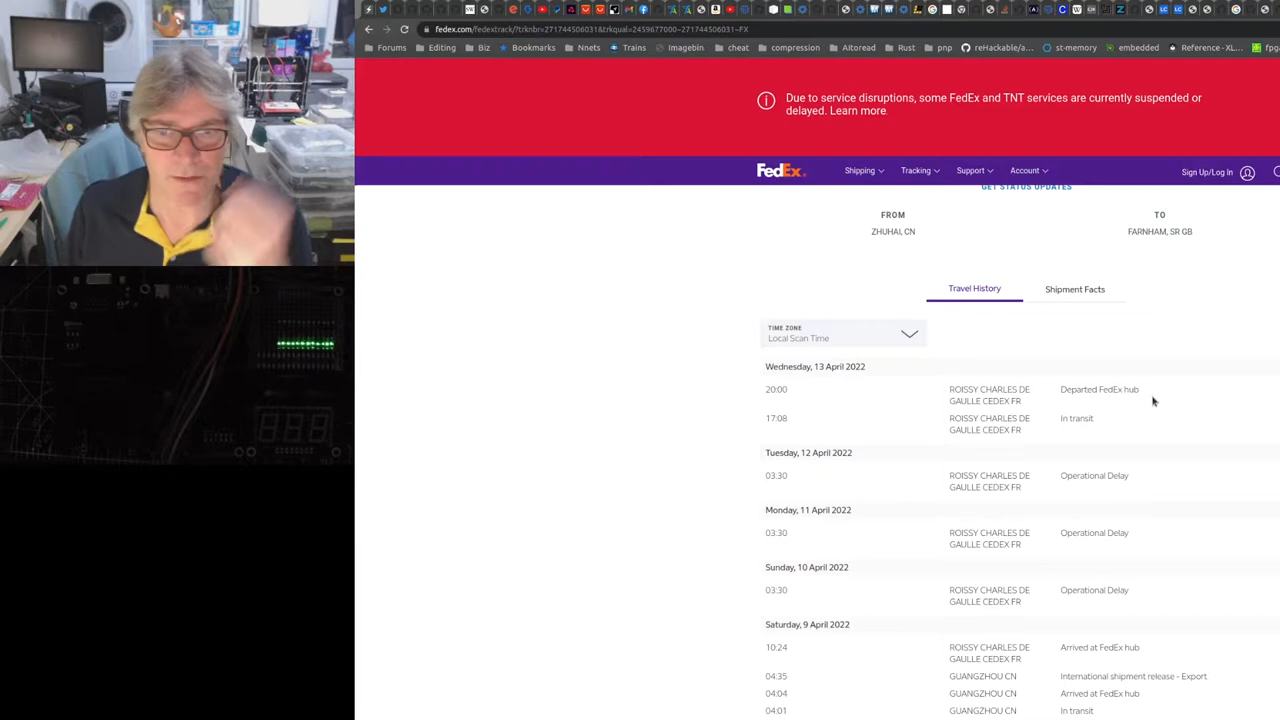 fedex.com/fedextrack/?trknbr=271744506031&trkqual=2459677000~271744506031~FX
Forums Editing Biz Bookmarks Nnets Trains Imagebin cheat compression AItoread Rust pnp reHackable/a... st-memory embedded Reference - XL... fpg
Due to service disruptions, some FedEx and TNT services are currently suspended or
delayed. Learn more
FedEx. Shipping Tracking Support Account Sign Up/Log In
GET STATUS UPDATES
FROM TO
ZHUHAI, CN FARNHAM, SR GB
Travel History Shipment Facts
TIME ZONE
Local Scan Time
Wednesday, 13 April 2022
20:00 ROISSY CHARLES DE Departed FedEx hub
GAULLE CEDEX FR
17:08 ROISSY CHARLES DE In transit
GAULLE CEDEX FR
Tuesday, 12 April 2022
03:30 ROISSY CHARLES DE Operational Delay
GAULLE CEDEX FR
Monday, 11 April 2022
03:30 ROISSY CHARLES DE Operational Delay
GAULLE CEDEX FR
Sunday, 10 April 2022
03:30 ROISSY CHARLES DE Operational Delay
GAULLE CEDEX FR
Saturday, 9 April 2022
10:24 ROISSY CHARLES DE Arrived at FedEx hub
GAULLE CEDEX FR
04:35 GUANGZHOU CN International shipment release - Export
04:04 GUANGZHOU CN Arrived at FedEx hub
04:01 GUANGZHOU CN In transit